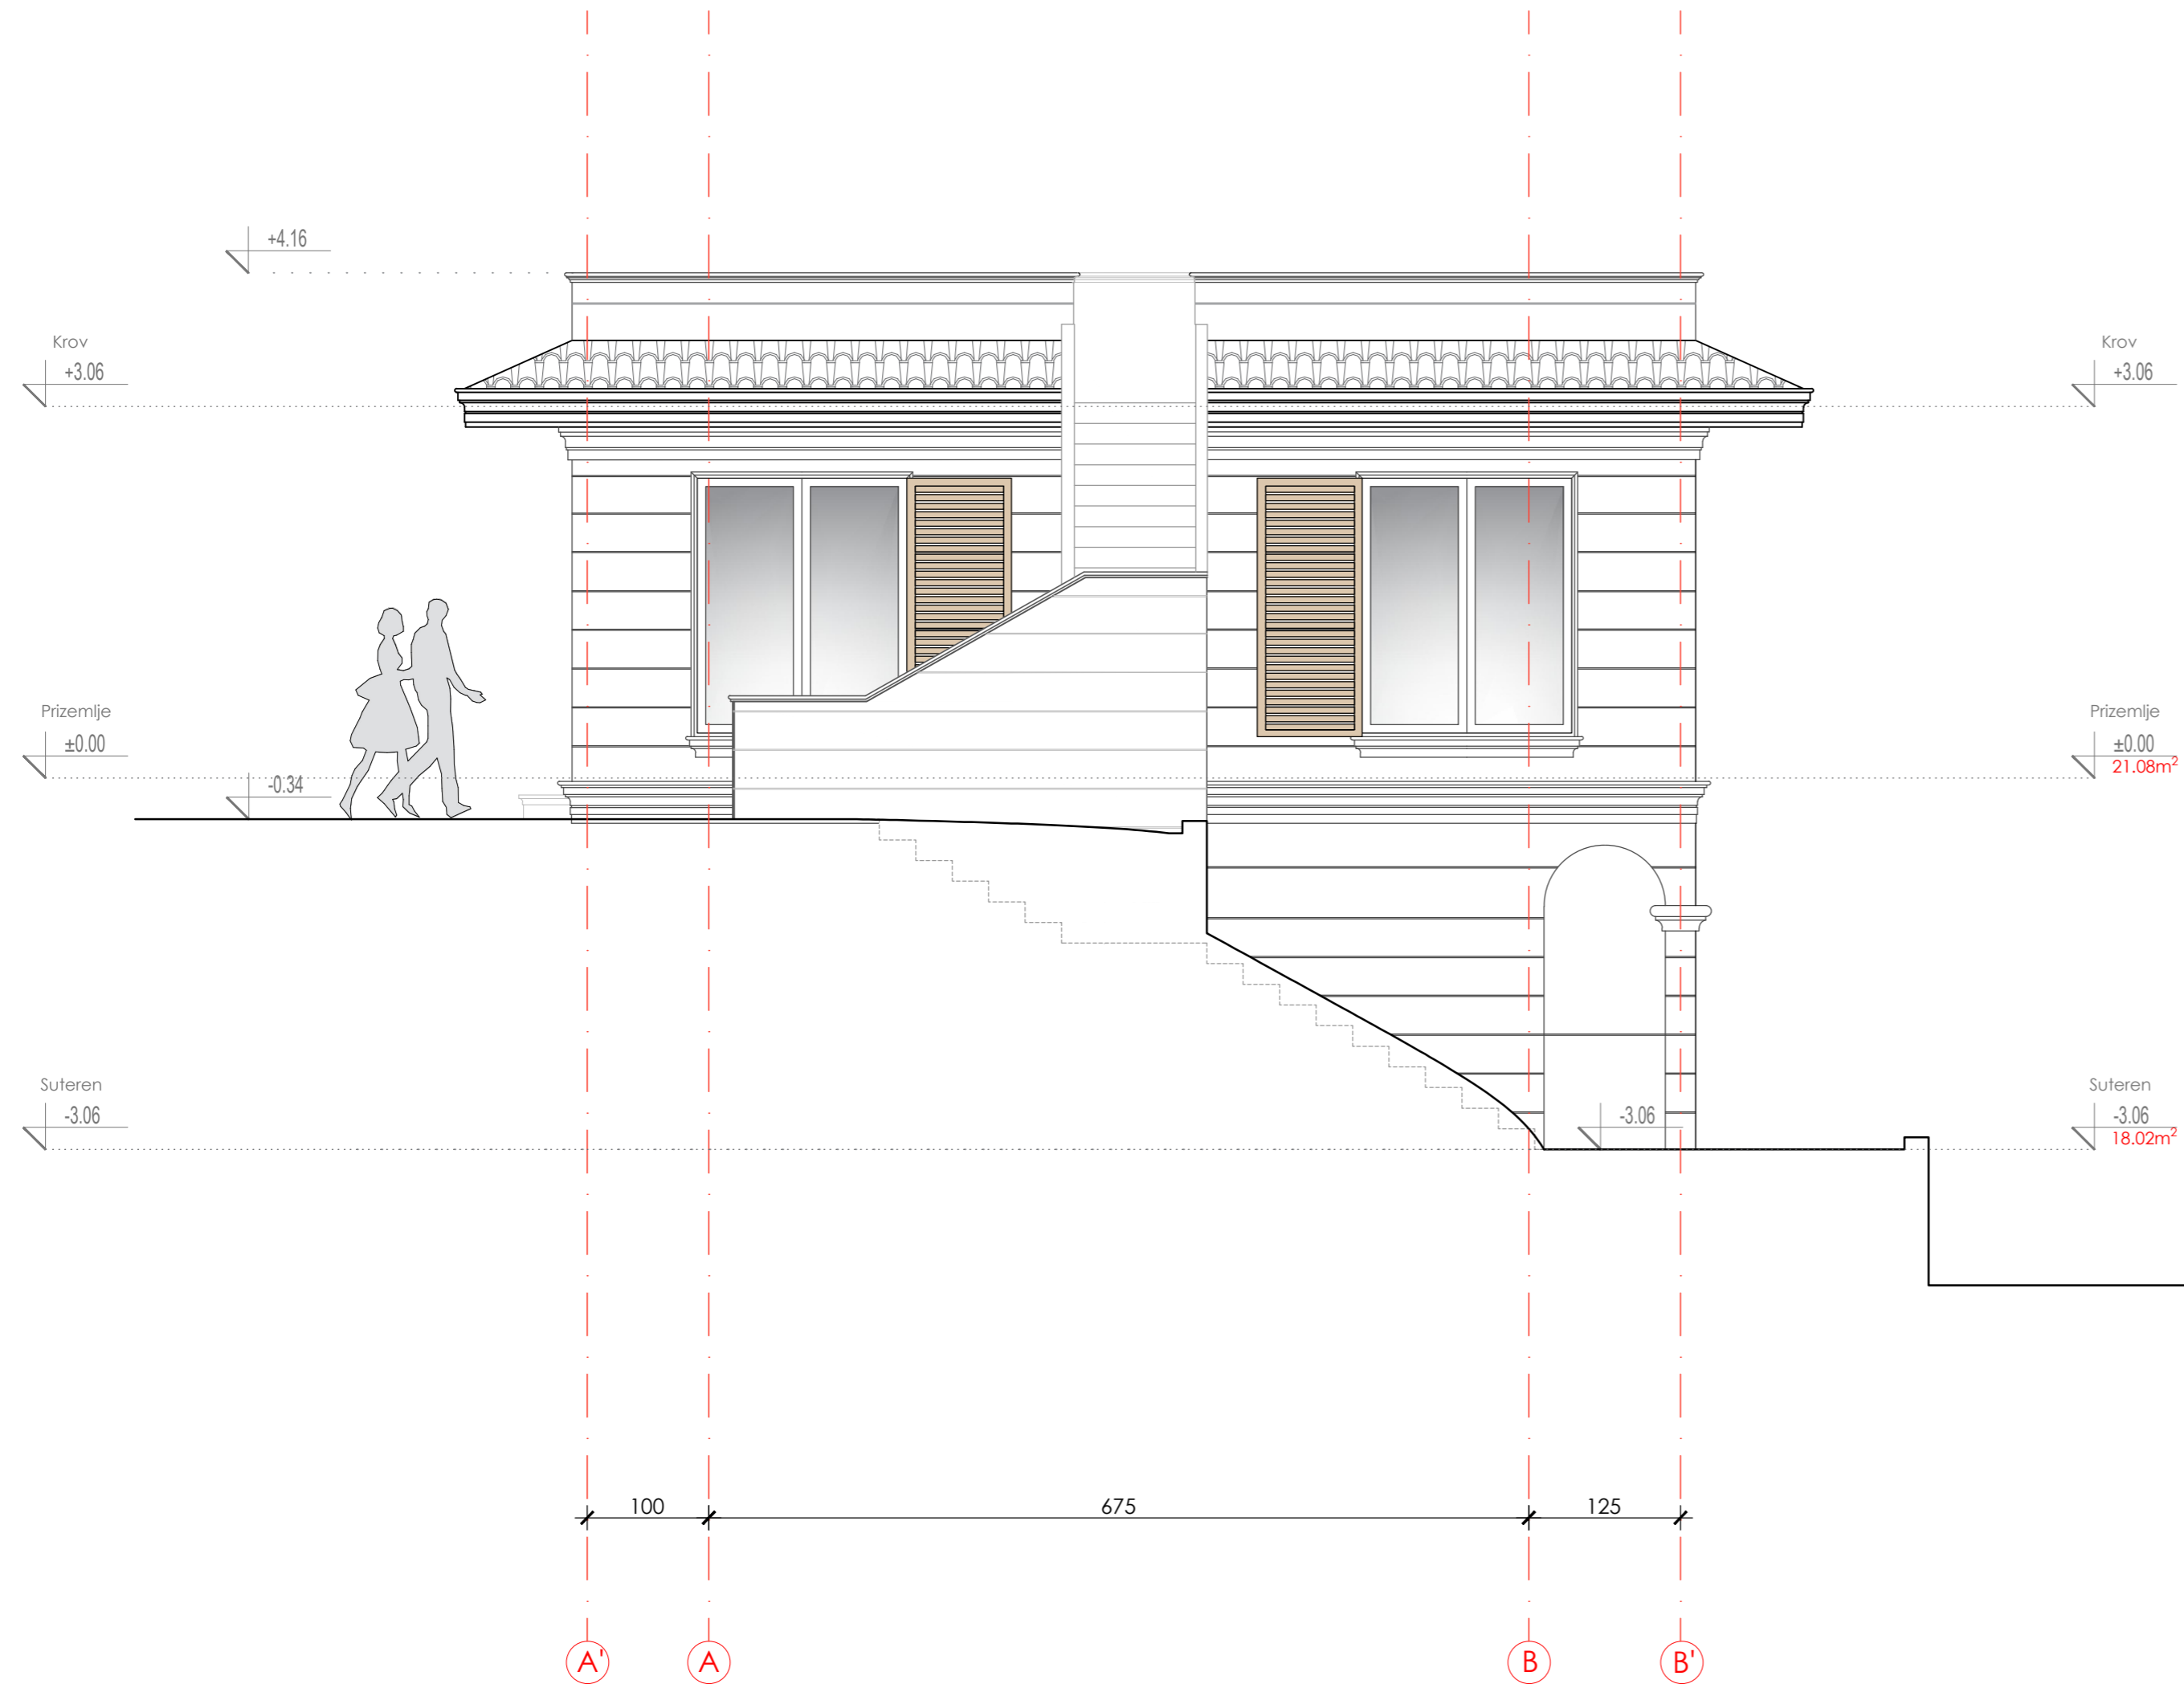 +4.16
Krov
+3.06
Krov
+3.06
Prizemlje
±0.00
Prizemlje
±0.00
21.08m²
-0.34
Suteren
-3.06
-3.06
Suteren
-3.06
18.02m²
100
675
125
A'
A
B
B'